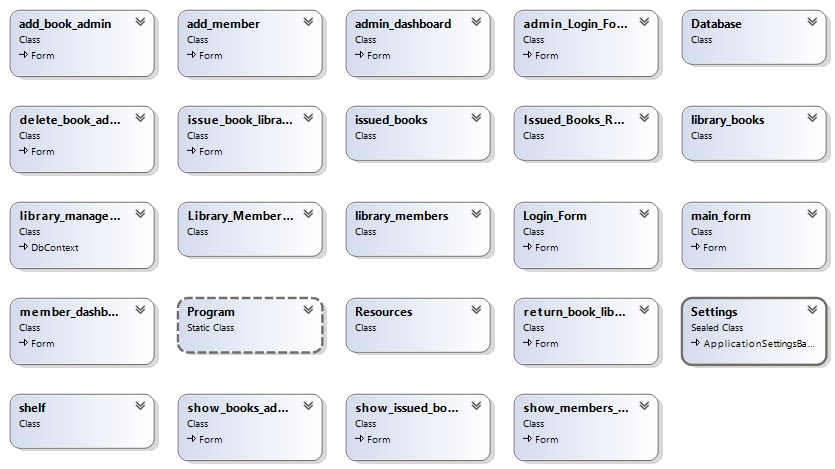 add_book_admin
Class
Form
add_member
Class
Form
admin_dashboard
Class
Form
admin_Login_Fo...
Class
Form
Database
Class
delete_book_ad...
Class
Form
issue_book_libra...
Class
Form
issued_books
Class
Issued_Books_R...
Class
library_books
Class
library_manage...
Class
DbContext
Library_Member...
Class
library_members
Class
Login_Form
Class
Form
main_form
Class
Form
member_dashb...
Class
Form
Program
Static Class
Resources
Class
return_book_lib...
Class
Form
Settings
Sealed Class
ApplicationSettingsBa...
shelf
Class
show_books_ad...
Class
Form
show_issued_bo...
Class
Form
show_members_...
Class
Form